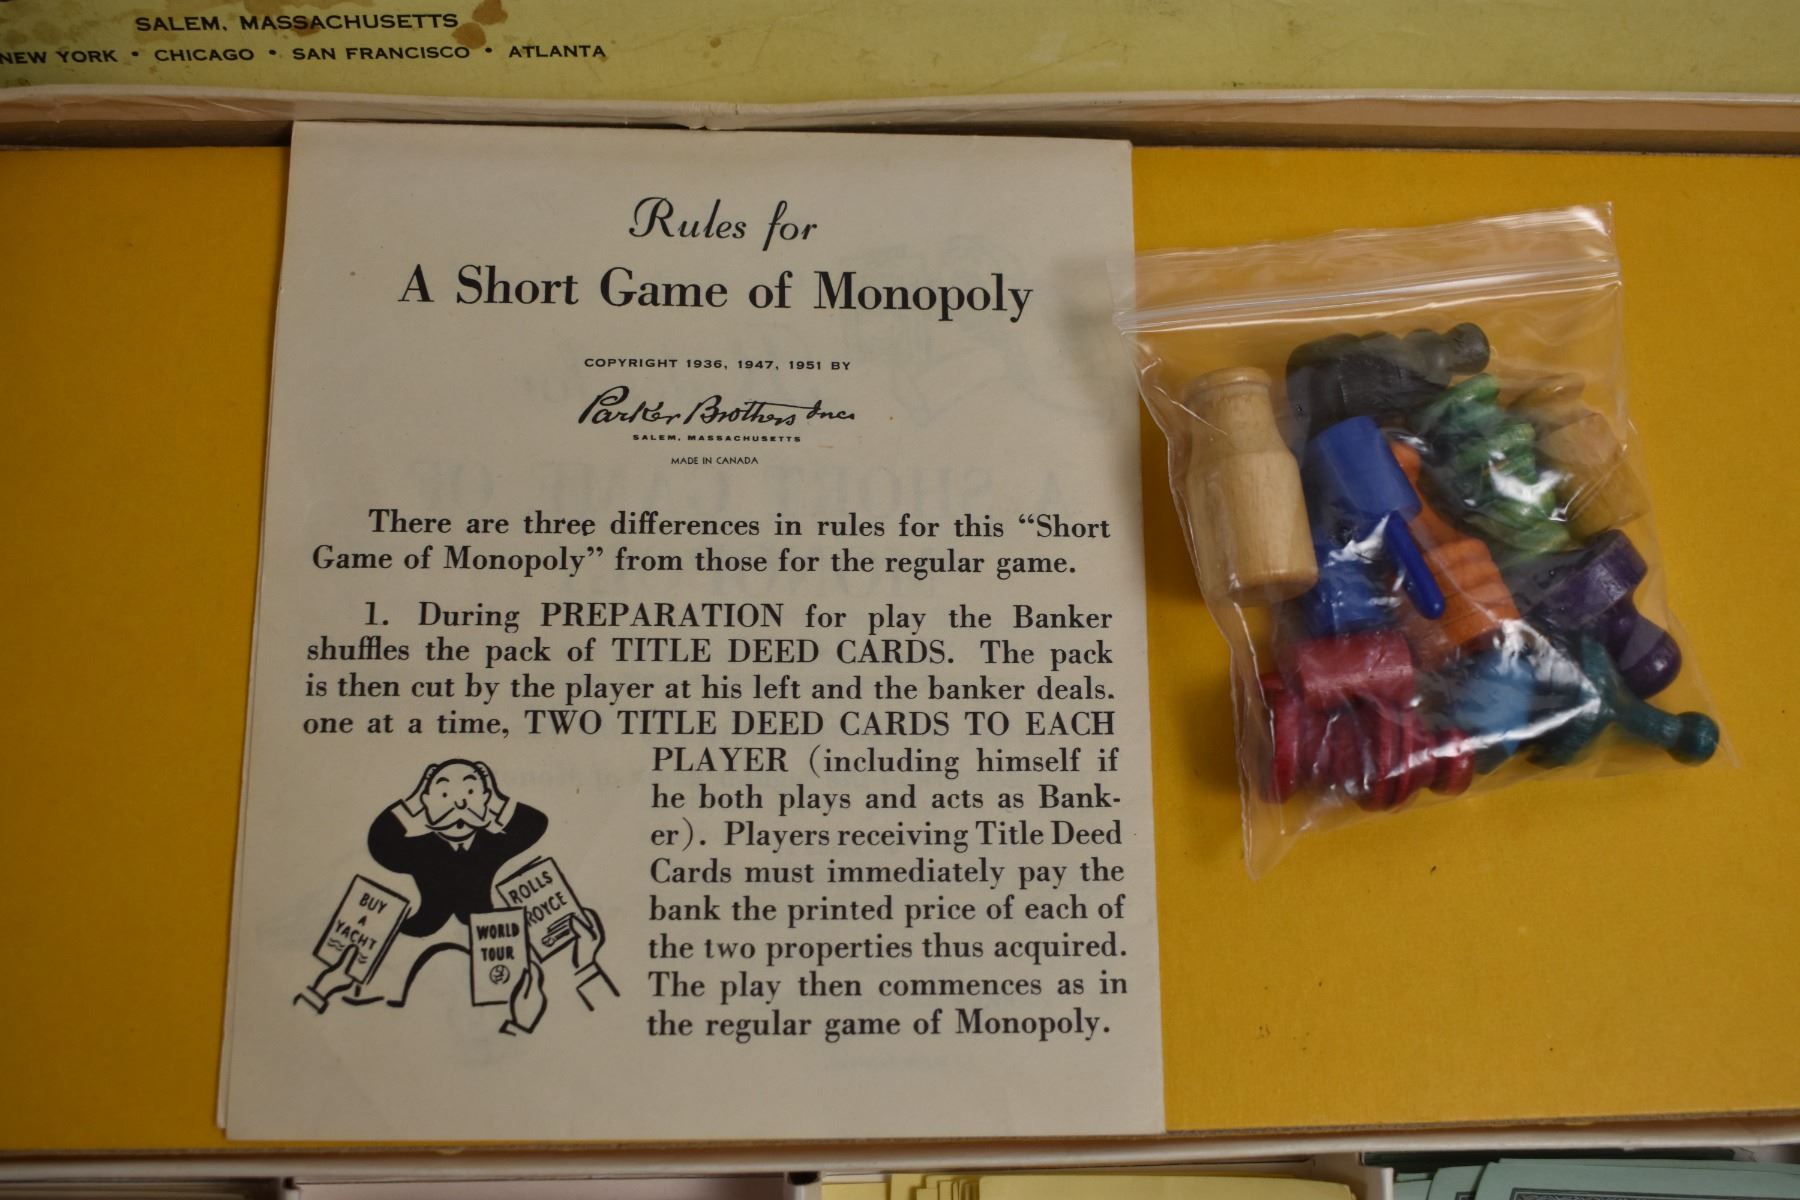 SALEM, MASSACHUSETTS
NEW YORK • CHICAGO • SAN FRANCISCO • ATLANTA
Rules for
A Short Game of Monopoly
COPYRIGHT 1936, 1947, 1951 BY
Parker Brothers Inc.
SALEM, MASSACHUSETTS
MADE IN CANADA
There are three differences in rules for this “Short
Game of Monopoly” from those for the regular game.
1. During PREPARATION for play the Banker
shuffles the pack of TITLE DEED CARDS. The pack
is then cut by the player at his left and the banker deals.
one at a time, TWO TITLE DEED CARDS TO EACH
PLAYER (including himself if
he both plays and acts as Bank-
er). Players receiving Title Deed
Cards must immediately pay the
bank the printed price of each of
the two properties thus acquired.
The play then commences as in
the regular game of Monopoly.
BUY
A
YACHT
WORLD
TOUR
ROLLS
ROYCE